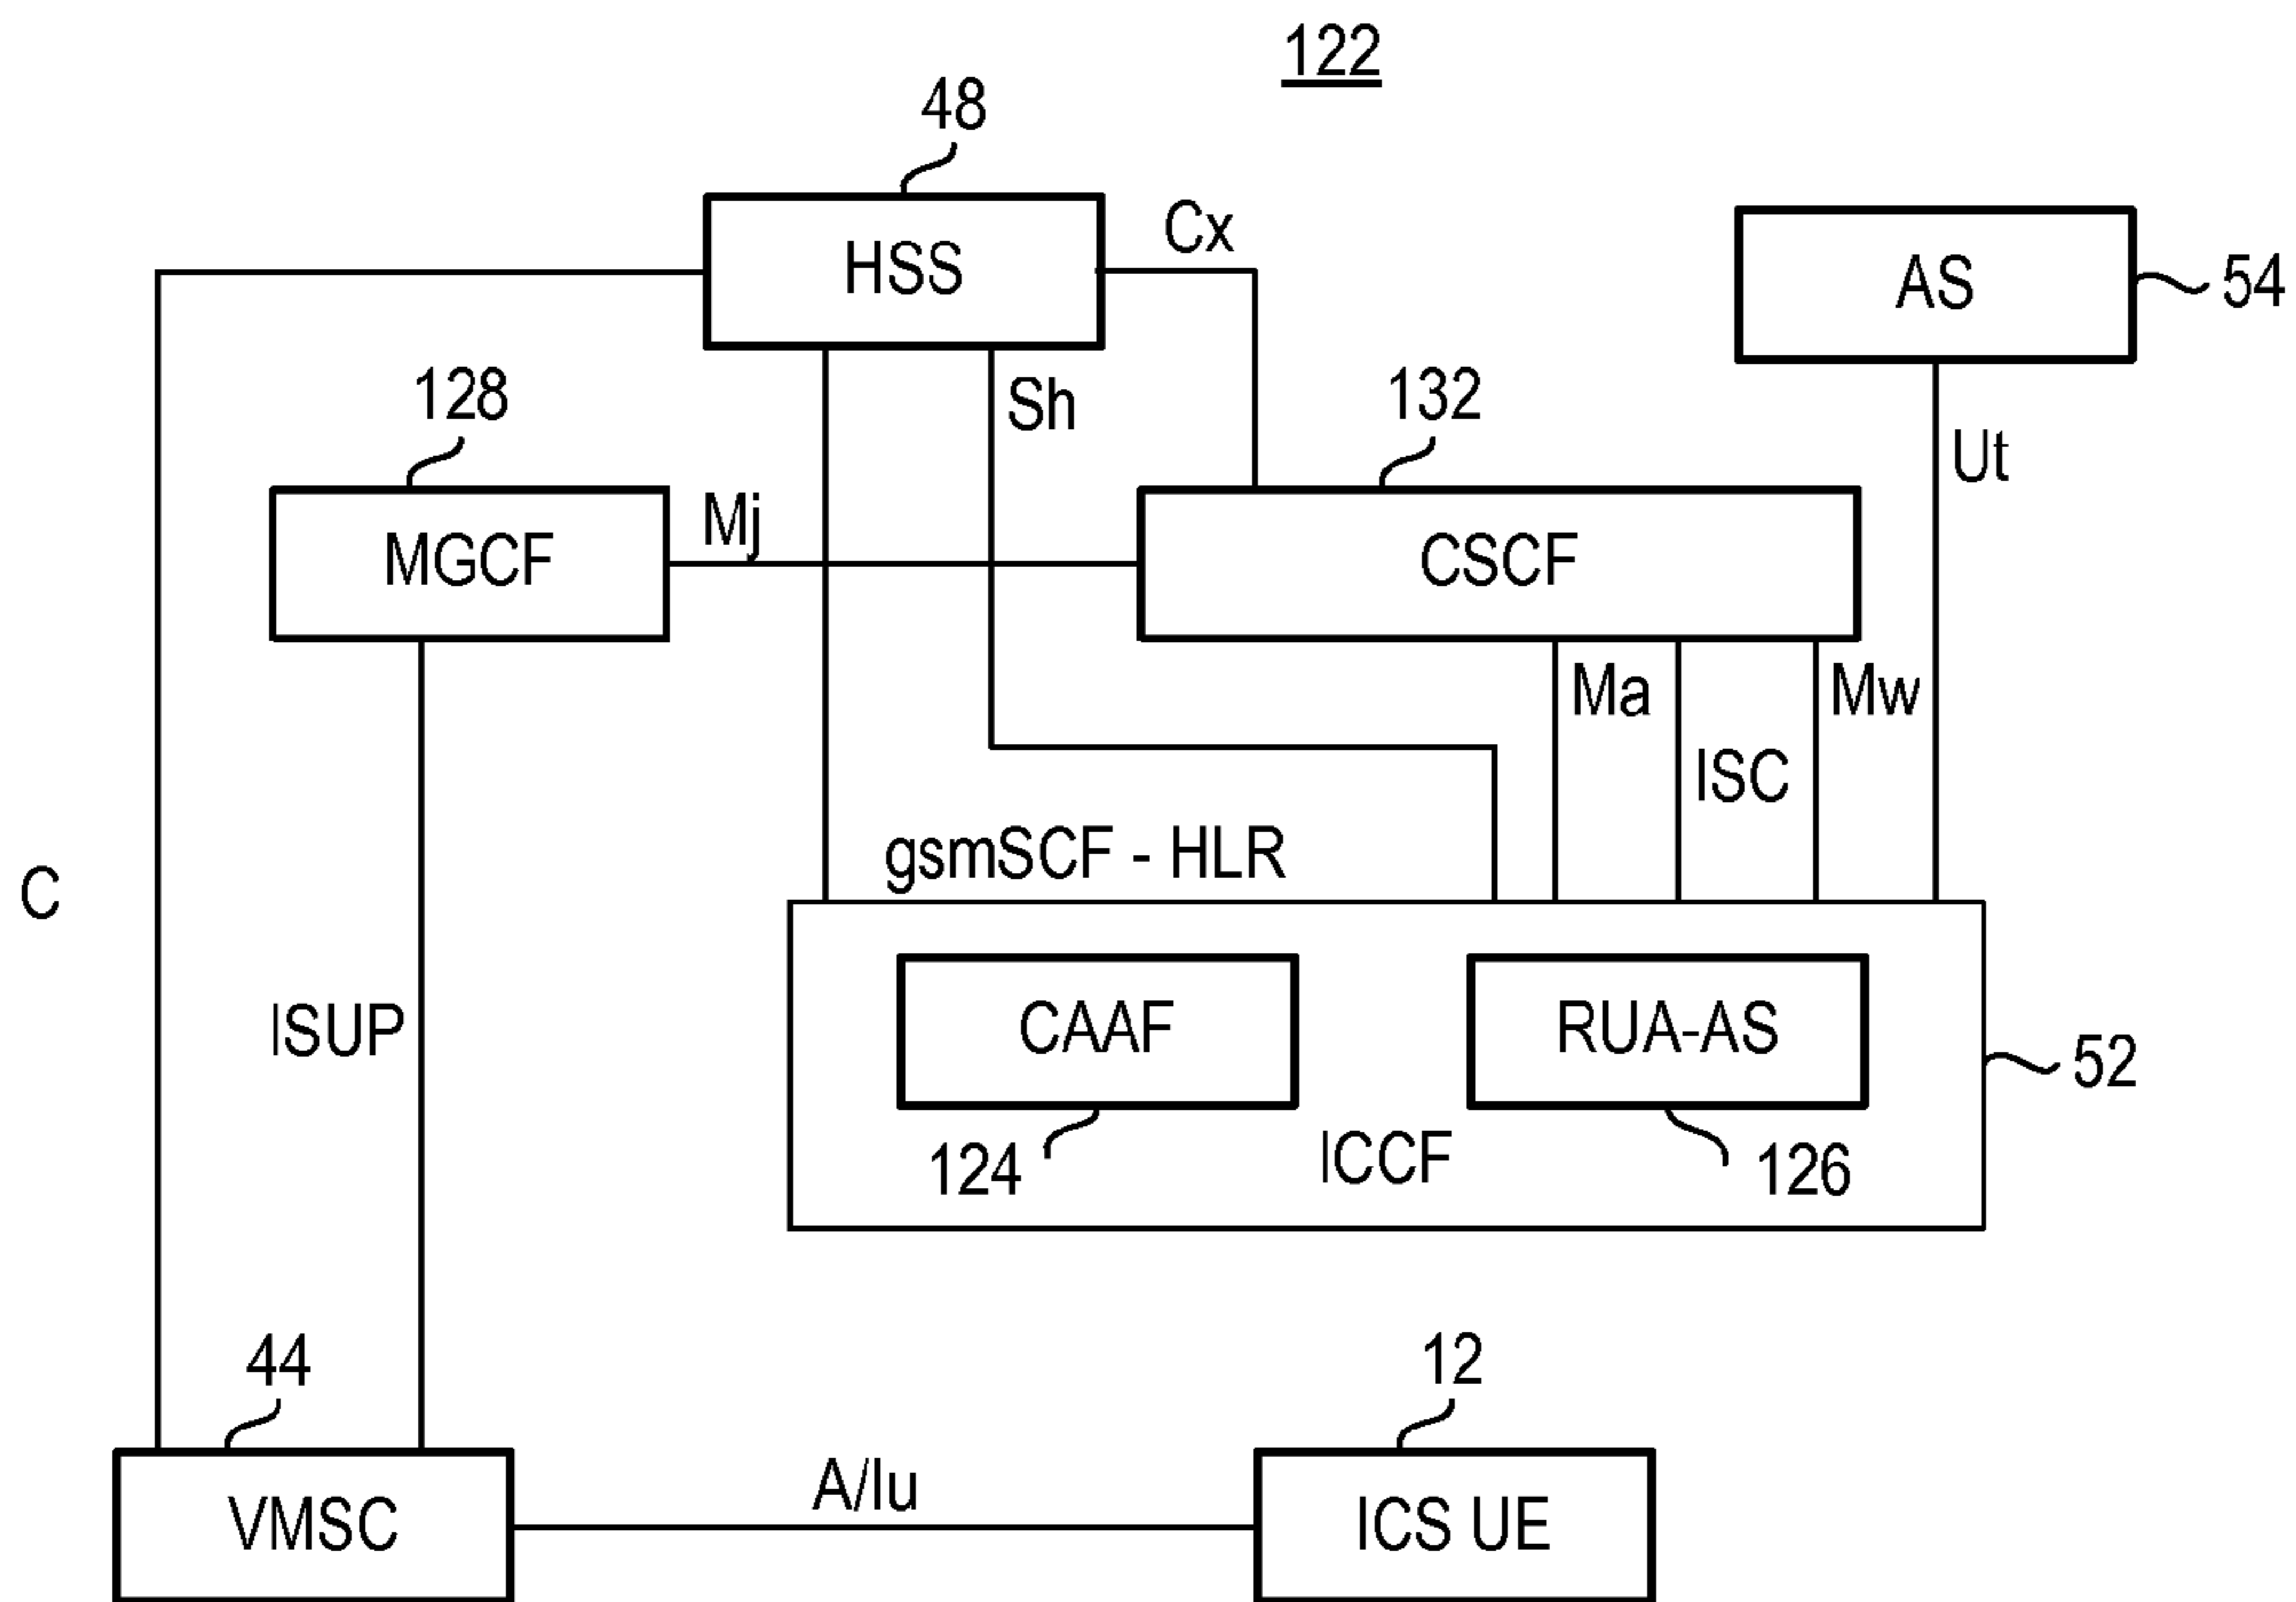 122
48
HSS
Cx
AS
54
128
Sh
132
Ut
MGCF
Mj
CSCF
Ma
Mw
ISC
gsmSCF - HLR
C
ISUP
CAAF
RUA-AS
52
124
ICCF
126
44
12
A/Iu
VMSC
ICS UE